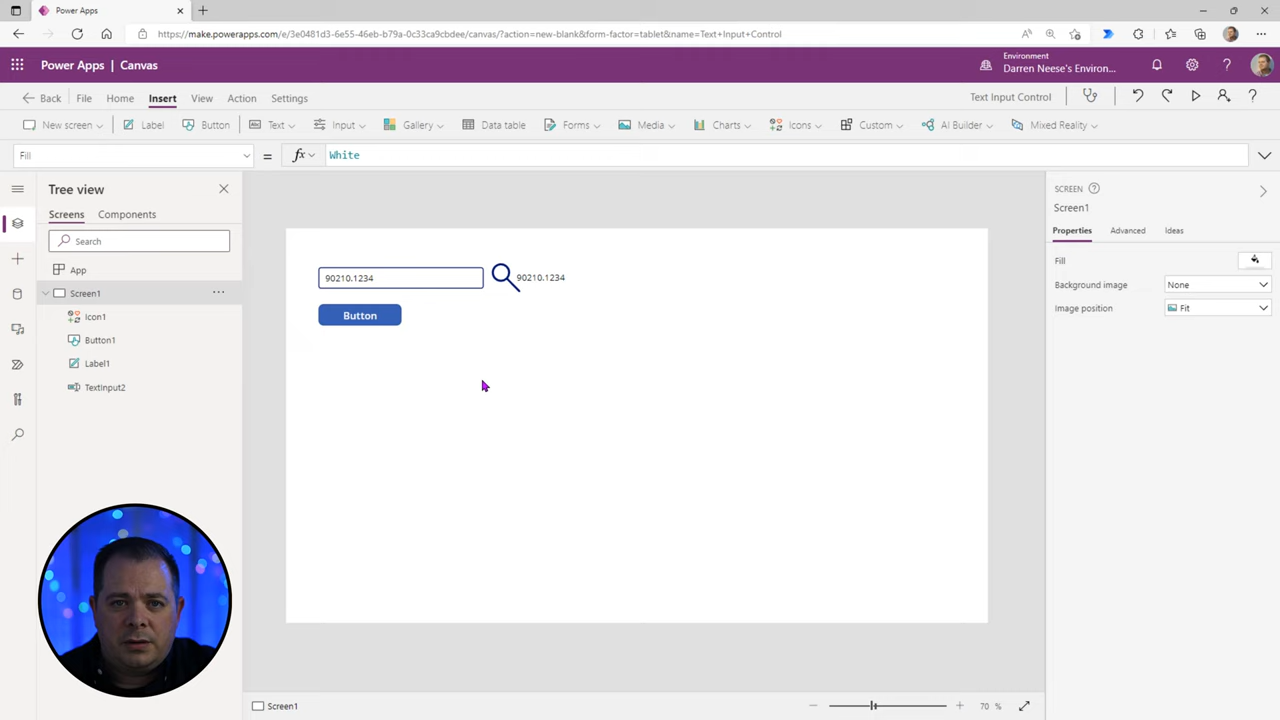 Power Apps
https://make.powerapps.com/e/3e0481d3-6e55-46eb-b79a-0c33ca9cbdee/canvas/?action=new-blank&form-factor=tablet&name=Text+Input+Control
Power Apps | Canvas
Environment
Darren Neese's Environ...
Back File Home Insert View Action Settings
Text Input Control
New screen Label Button Text Input Gallery Data table Forms Media Charts Icons Custom AI Builder Mixed Reality
Fill = fx White
Tree view
Screens Components
Search
App
Screen1
Icon1
Button1
Label1
TextInput2
90210.1234 90210.1234
Button
SCREEN
Screen1
Properties Advanced Ideas
Fill
Background image None
Image position Fit
Screen1 70 %